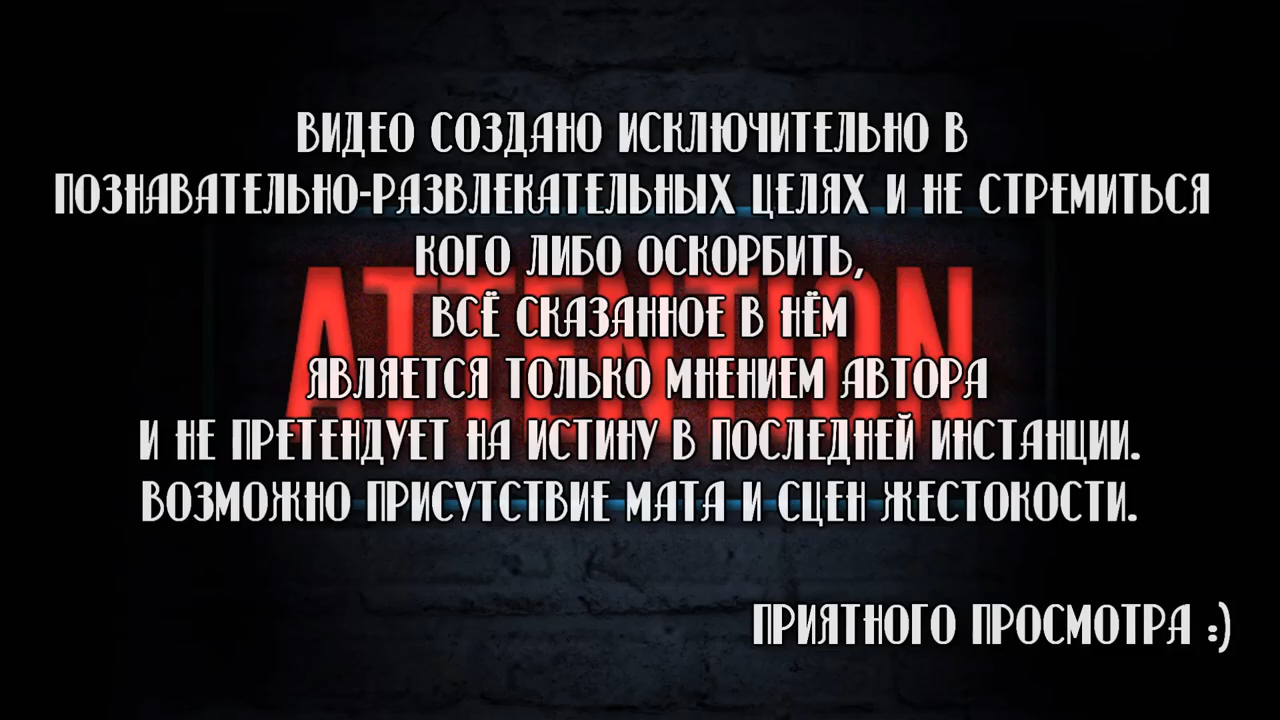 ВИДЕО СОЗДАНО ИСКЛЮЧИТЕЛЬНО В
ПОЗНАВАТЕЛЬНО-РАЗВЛЕКАТЕЛЬНЫХ ЦЕЛЯХ И НЕ СТРЕМИТЬСЯ
КОГО ЛИБО ОСКОРБИТЬ,
ВСЁ СКАЗАННОЕ В НЁМ
ЯВЛЯЕТСЯ ТОЛЬКО МНЕНИЕМ АВТОРА
И НЕ ПРЕТЕНДУЕТ НА ИСТИНУ В ПОСЛЕДНЕЙ ИНСТАНЦИИ.
ВОЗМОЖНО ПРИСУТСТВИЕ МАТА И СЦЕН ЖЕСТОКОСТИ.
ПРИЯТНОГО ПРОСМОТРА :)
ATTENTION